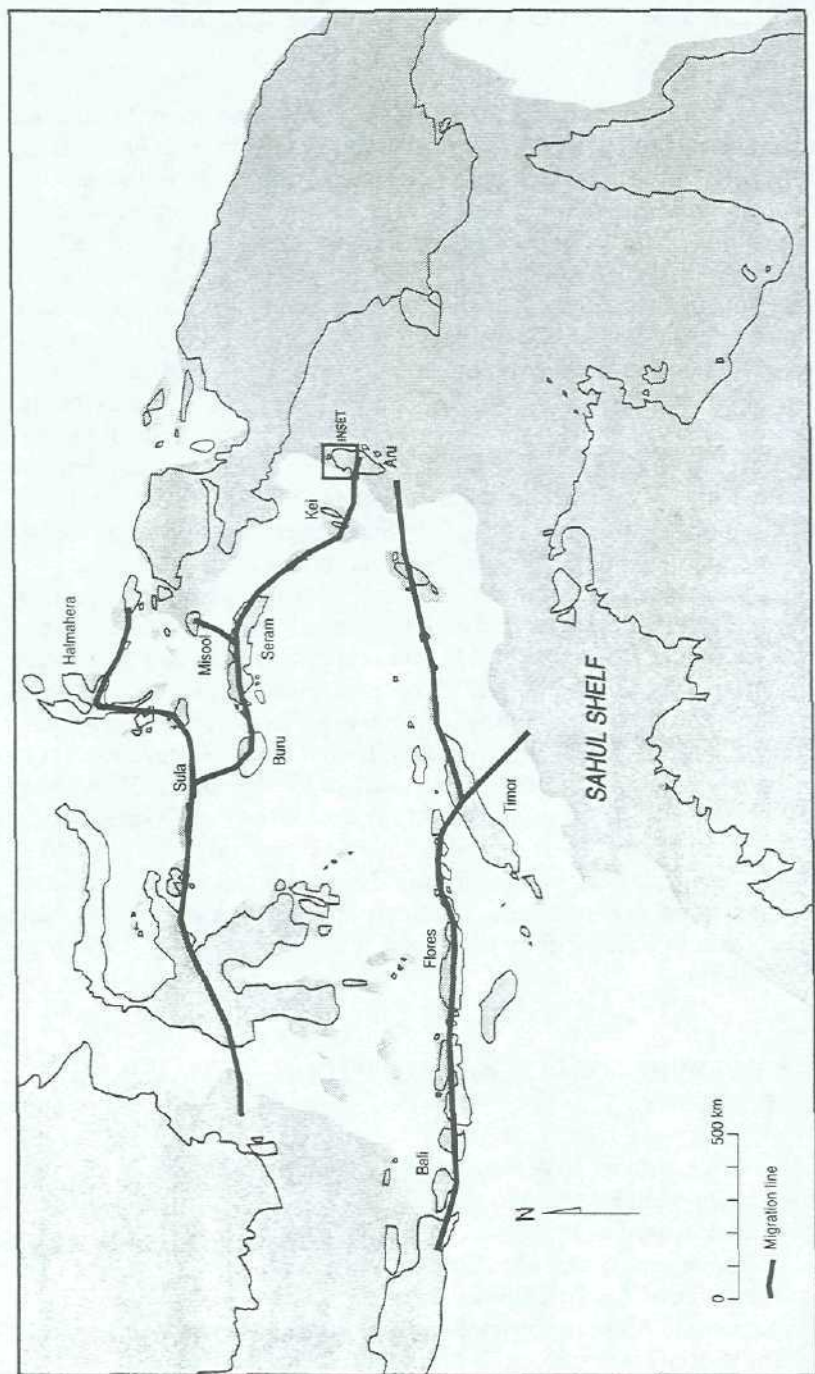 Halmahera
Misool
Sula
Seram
Buru
Kei
INSET
Aru
Timor
Flores
Bali
SAHUL SHELF
N
0
500 km
Migration line